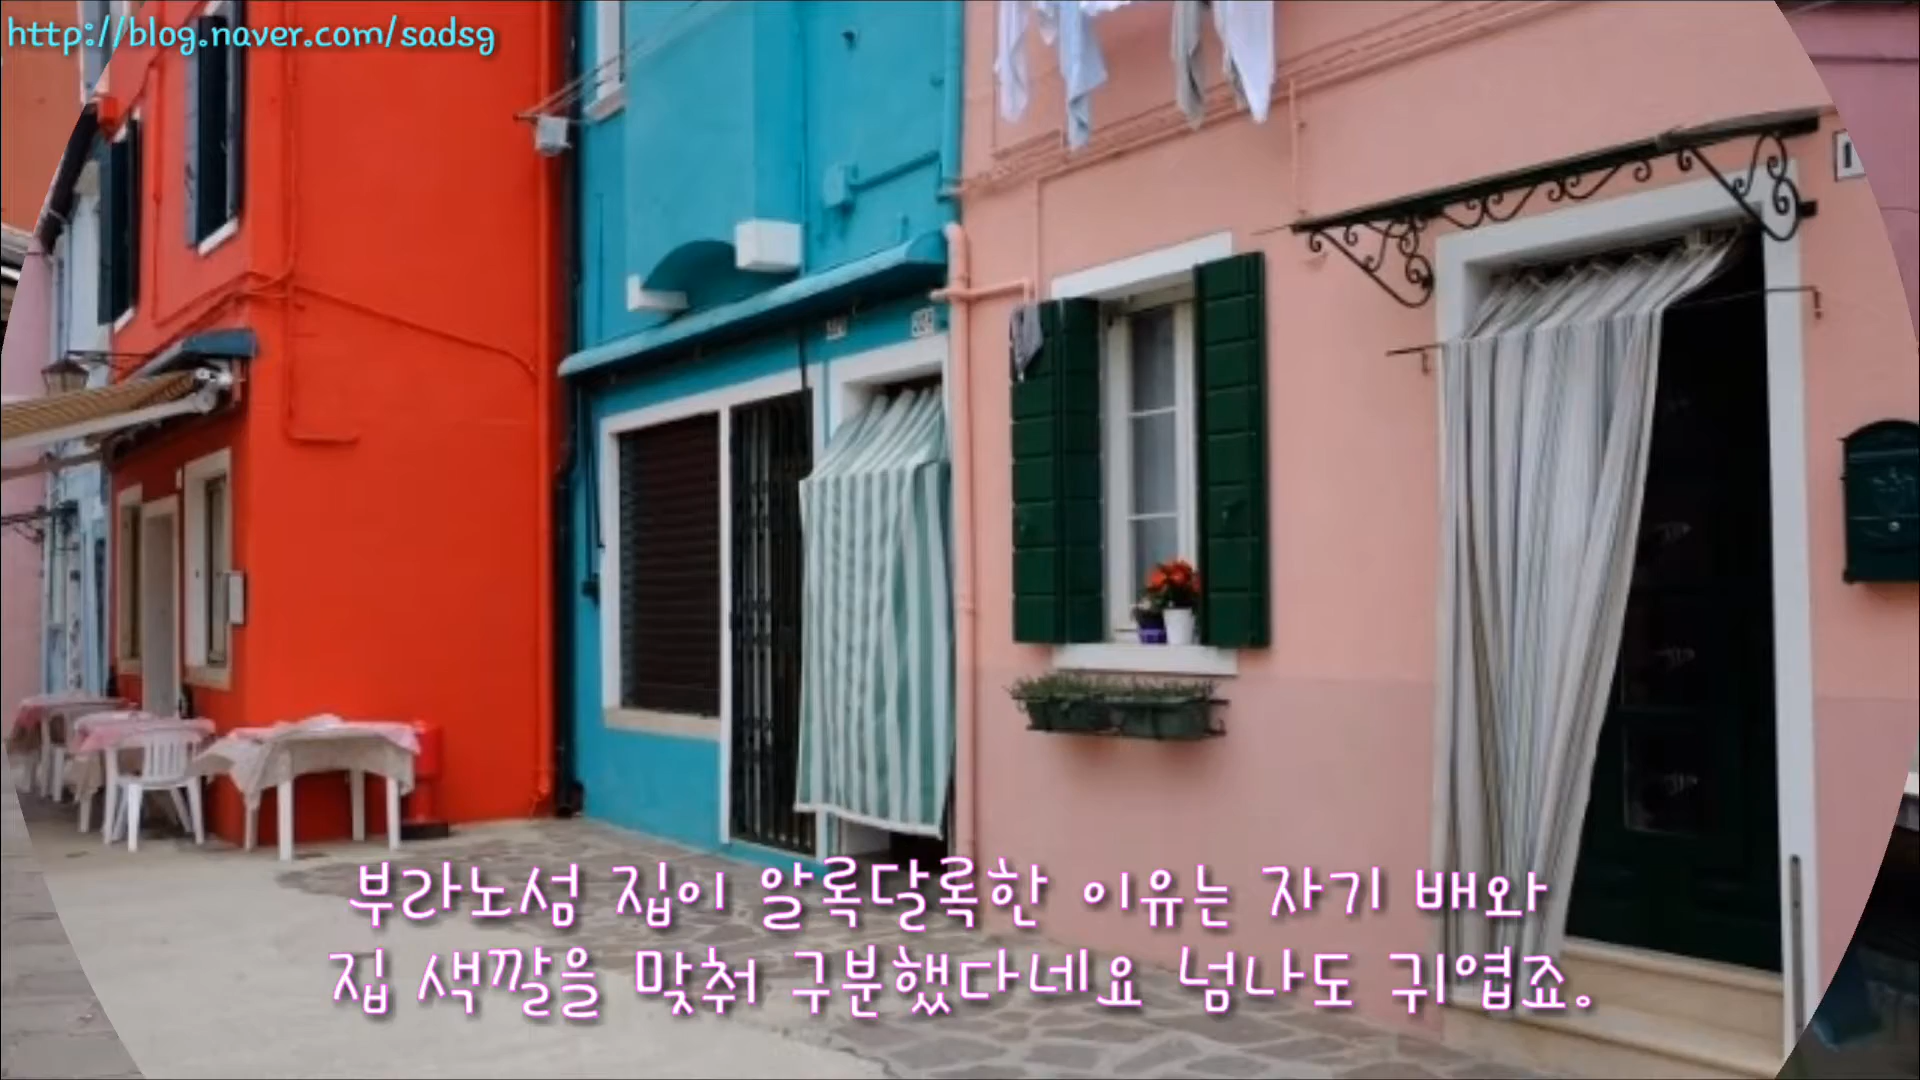 http://blog.naver.com/sadsg
부라노섬 집이 알록달록한 이유는 자기 배와
집 색깔을 맞춰 구분했다네요 넘나도 귀엽죠.